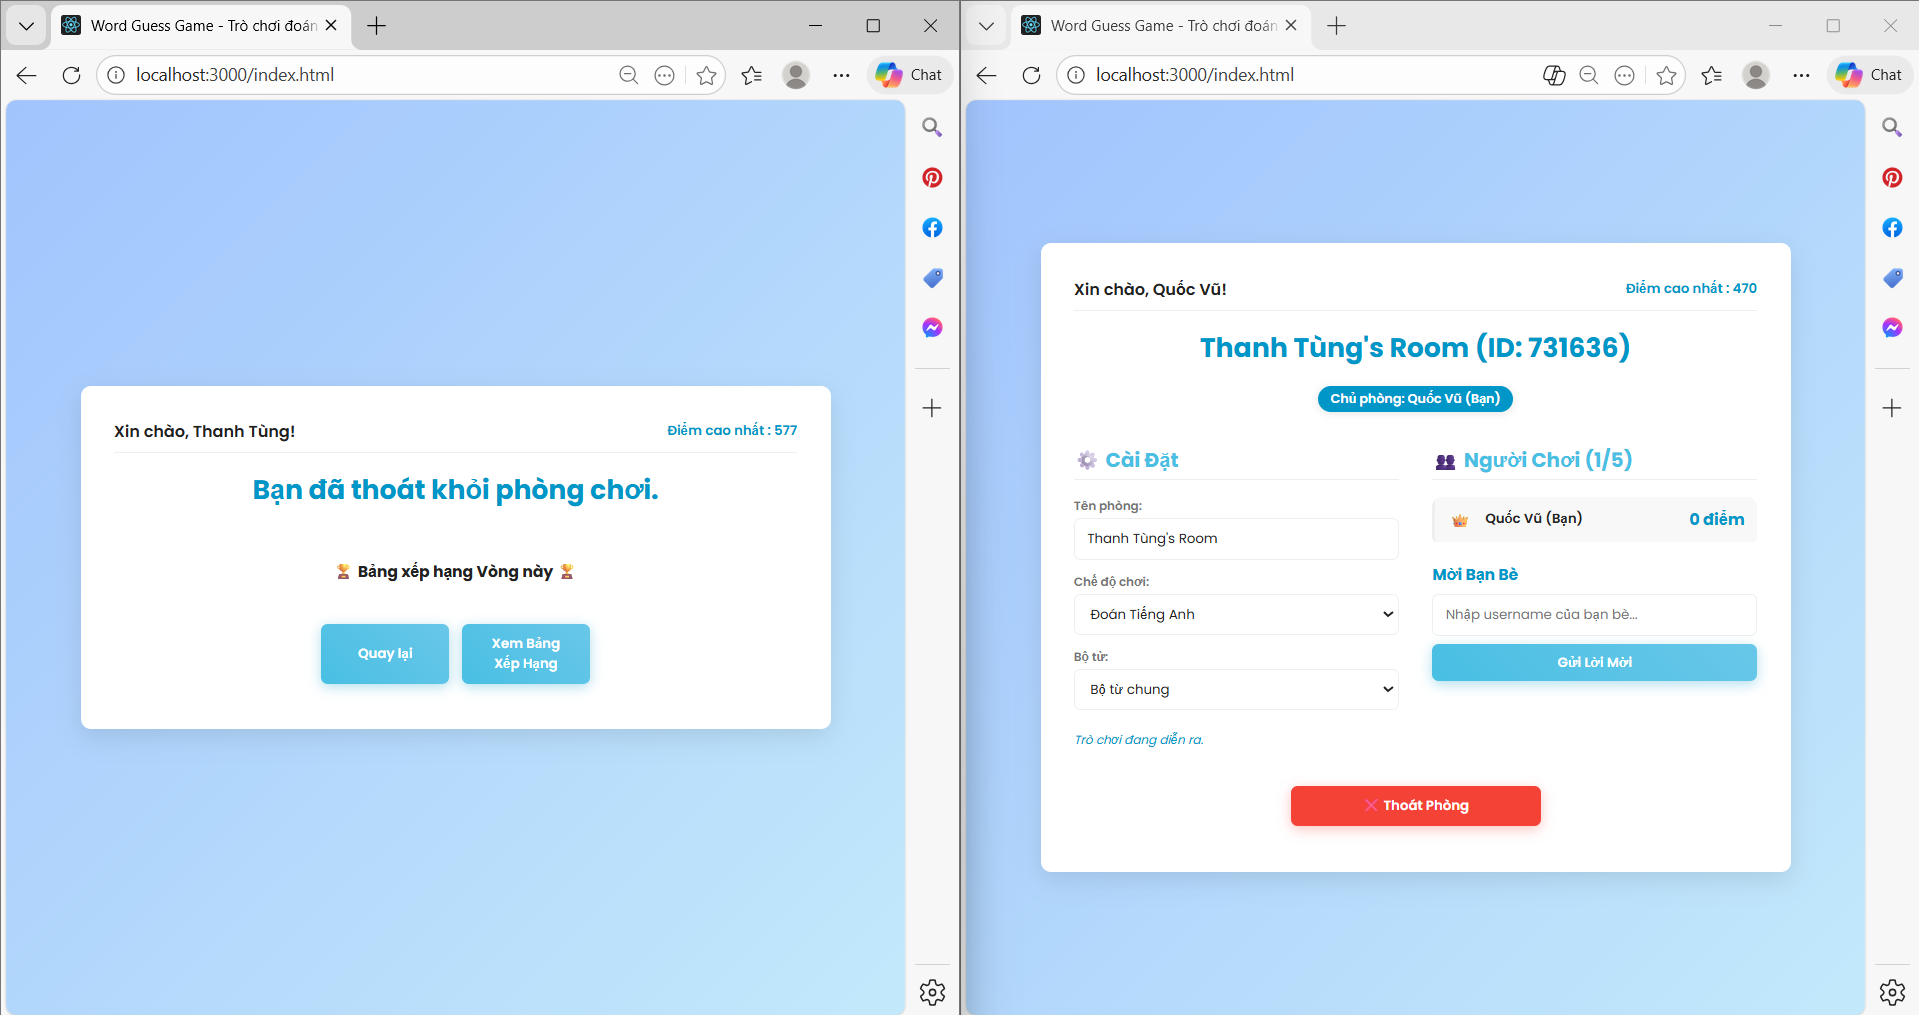 Word Guess Game - Trò chơi đoán
localhost:3000/index.html
Chat
Xin chào, Thanh Tùng!
Điểm cao nhất : 577
Bạn đã thoát khỏi phòng chơi.
Bảng xếp hạng Vòng này
Quay lại
Xem Bảng
Xếp Hạng
Word Guess Game - Trò chơi đoán
localhost:3000/index.html
Chat
Xin chào, Quốc Vũ!
Điểm cao nhất : 470
Thanh Tùng's Room (ID: 731636)
Chủ phòng: Quốc Vũ (Bạn)
Cài Đặt
Tên phòng:
Thanh Tùng's Room
Chế độ chơi:
Đoán Tiếng Anh
Bộ từ:
Bộ từ chung
Trò chơi đang diễn ra.
Người Chơi (1/5)
Quốc Vũ (Bạn)
0 điểm
Mời Bạn Bè
Nhập username của bạn bè...
Gửi Lời Mời
Thoát Phòng